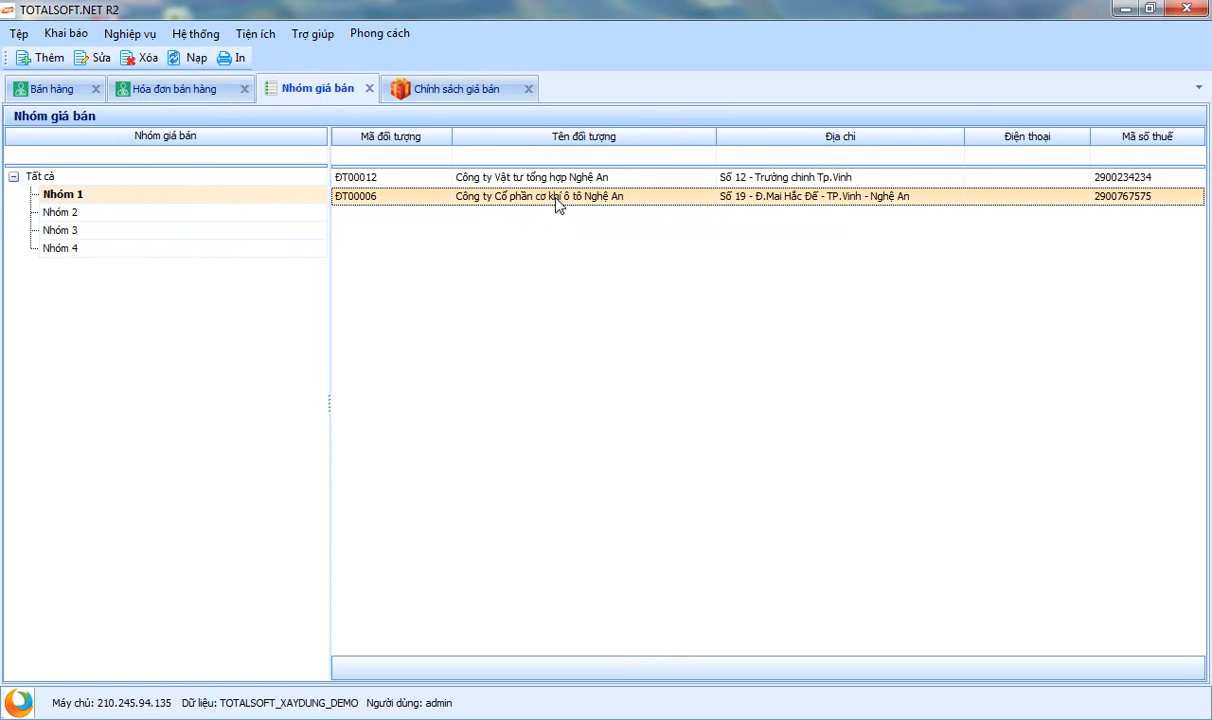 TOTALSOFT.NET R2
Tệp Khai báo Nghiệp vụ Hệ thống Tiện ích Trợ giúp Phong cách
Thêm Sửa Xóa Nạp In
Bán hàng Hóa đơn bán hàng Nhóm giá bán Chính sách giá bán
Nhóm giá bán
Nhóm giá bán Mã đối tượng Tên đối tượng Địa chỉ Điện thoại Mã số thuế
Tất cả
Nhóm 1
Nhóm 2
Nhóm 3
Nhóm 4
ĐT00012 Công ty Vật tư tổng hợp Nghệ An Số 12 - Trường chinh Tp.Vinh 2900234234
ĐT00006 Công ty Cổ phần cơ khí ô tô Nghệ An Số 19 - Đ.Mai Hắc Đế - TP.Vinh - Nghệ An 2900767575
Máy chủ: 210.245.94.135 Dữ liệu: TOTALSOFT_XAYDUNG_DEMO Người dùng: admin